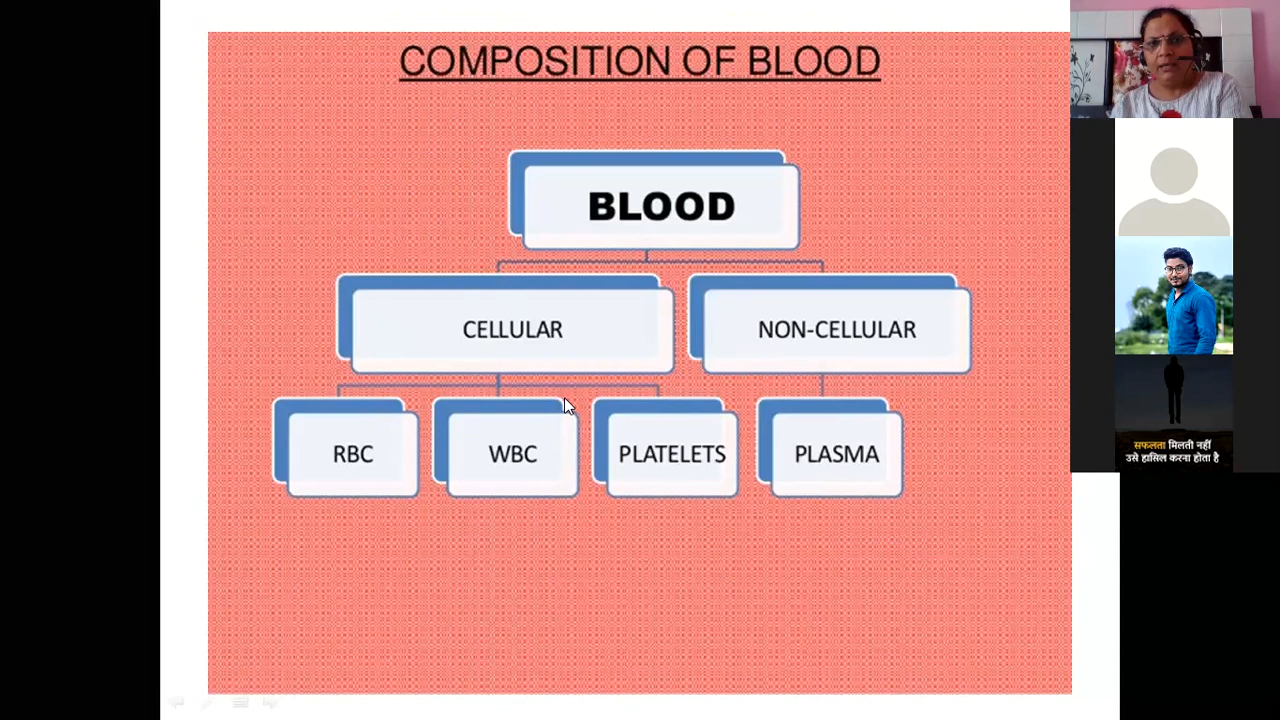 COMPOSITION OF BLOOD
BLOOD
CELLULAR
NON-CELLULAR
RBC
WBC
PLATELETS
PLASMA
सफलता मिलती नहीं
उसे हासिल करना होता है